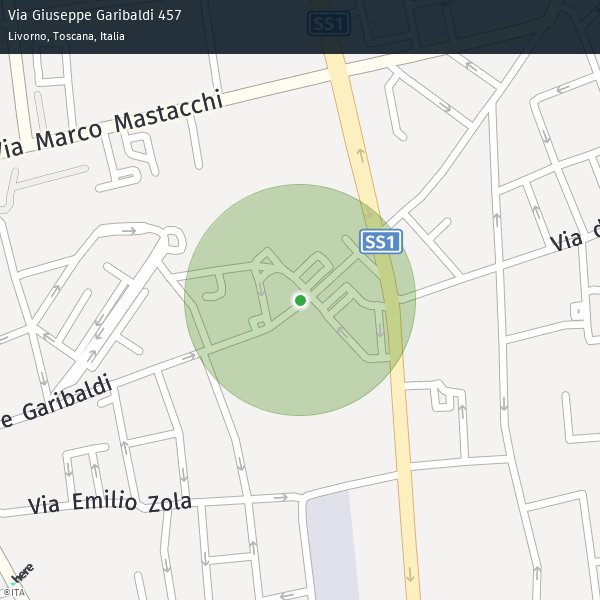 Via Giuseppe Garibaldi 457
Livorno, Toscana, Italia
SS1
Via Marco Mastacchi
SS1
Via d
e Garibaldi
Via Emilio Zola
here
©ITA